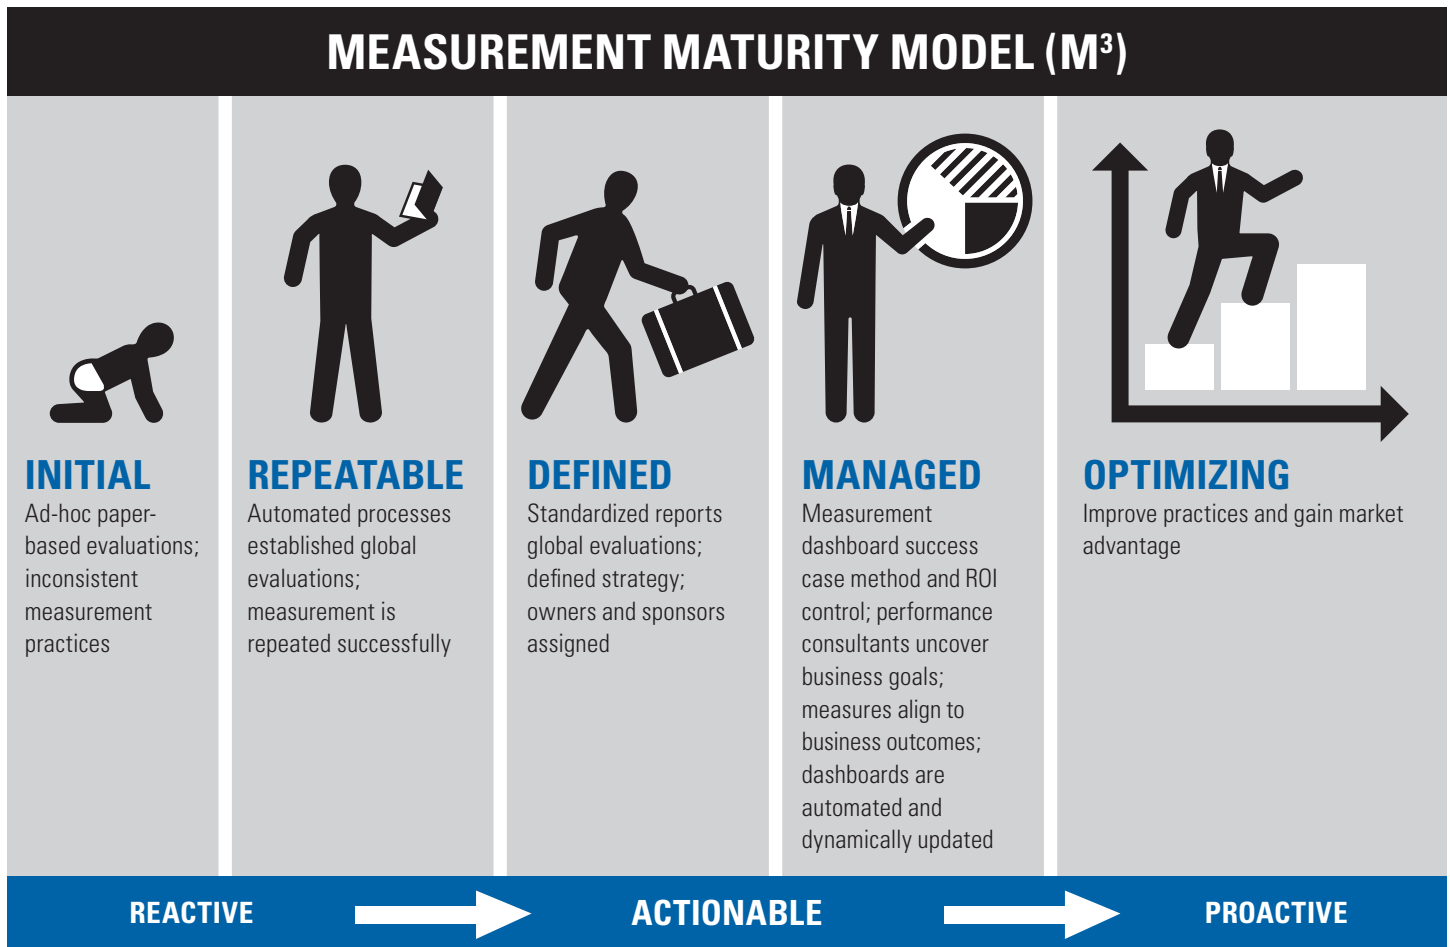 MEASUREMENT MATURITY MODEL (M³)
INITIAL
Ad-hoc paper-
based evaluations;
inconsistent
measurement
practices
REPEATABLE
Automated processes
established global
evaluations;
measurement is
repeated successfully
DEFINED
Standardized reports
global evaluations;
defined strategy;
owners and sponsors
assigned
MANAGED
Measurement
dashboard success
case method and ROI
control; performance
consultants uncover
business goals;
measures align to
business outcomes;
dashboards are
automated and
dynamically updated
OPTIMIZING
Improve practices and gain market
advantage
REACTIVE
ACTIONABLE
PROACTIVE